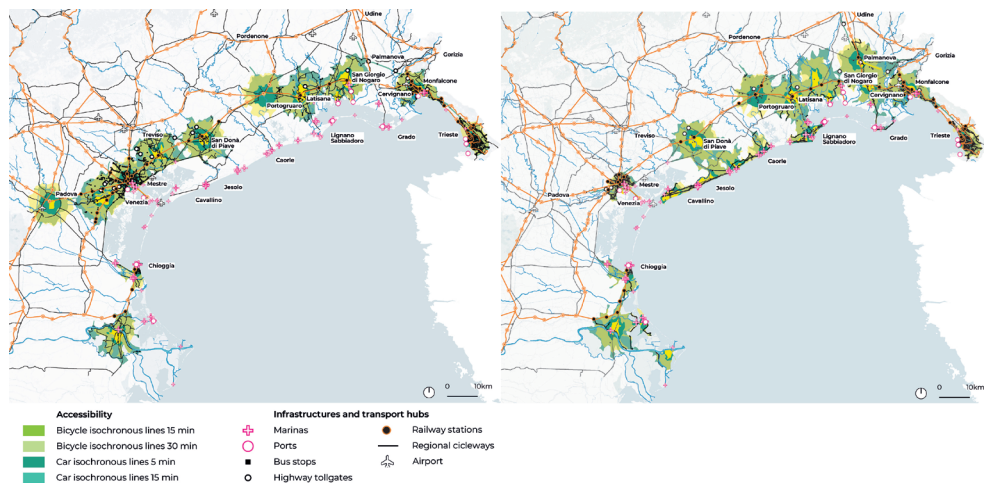 Udine
Pordenone
Gorizia
Palmanova
San Giorgio
di Nogaro
Monfalcone
Latisana
Cervignano
Portogruaro
Treviso
San Donà
di Piave
Lignano
Sabbiadoro
Grado
Trieste
Caorle
Mestre
Padova
Jesolo
Venezia
Cavallino
Chioggia
0
10km
Udine
Pordenone
Gorizia
Palmanova
San Giorgio
di Nogaro
Monfalcone
Latisana
Cervignano
Portogruaro
Treviso
San Donà
di Piave
Lignano
Sabbiadoro
Grado
Trieste
Caorle
Mestre
Padova
Jesolo
Venezia
Cavallino
Chioggia
0
10km
Accessibility
Bicycle isochronous lines 15 min
Bicycle isochronous lines 30 min
Car isochronous lines 5 min
Car isochronous lines 15 min
Infrastructures and transport hubs
Marinas
Ports
Bus stops
Highway tollgates
Railway stations
Regional cicleways
Airport